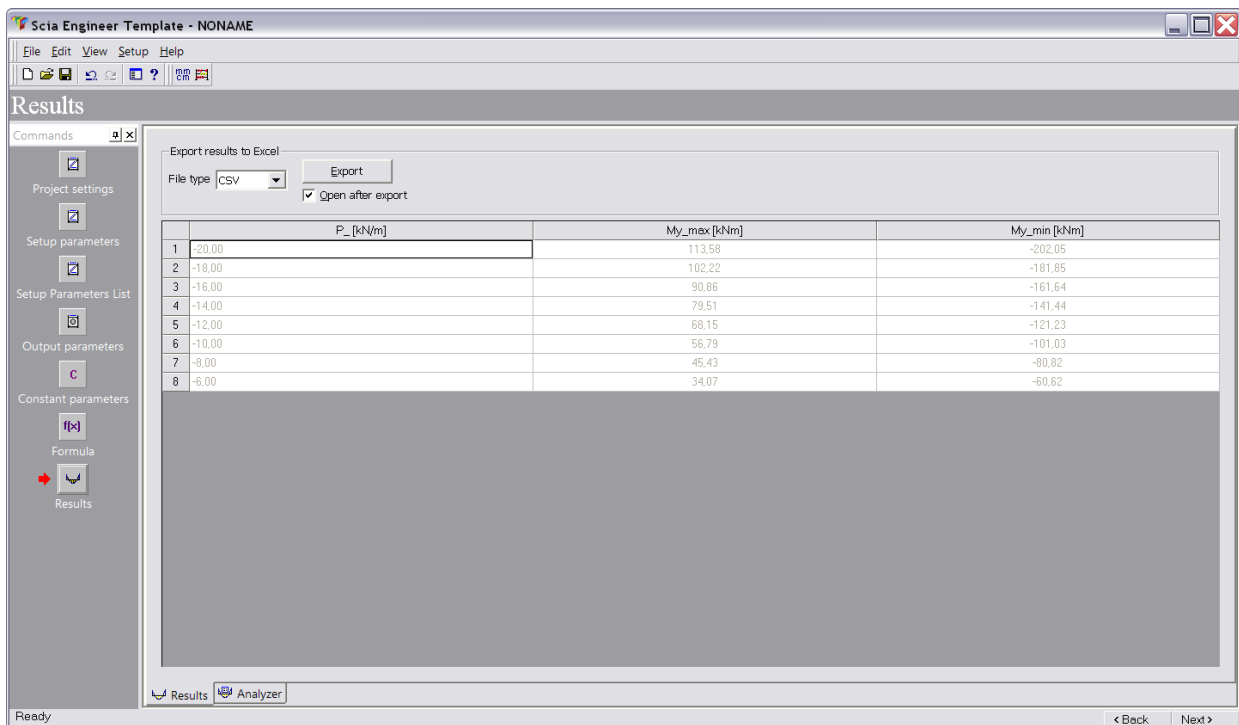 Scia Engineer Template - NONAME
File Edit View Setup Help
mm
cm
Results
Commands
Project settings
Setup parameters
Setup Parameters List
Output parameters
C
Constant parameters
f(x)
Formula
Results
Export results to Excel
File type CSV
Export
Open after export
P_ [kN/m] My_max [kNm] My_min [kNm]
1 -20,00 113,58 -202,05
2 -18,00 102,22 -181,85
3 -16,00 90,86 -161,64
4 -14,00 79,51 -141,44
5 -12,00 68,15 -121,23
6 -10,00 56,79 -101,03
7 -8,00 45,43 -80,82
8 -6,00 34,07 -60,62
Results Analyzer
Ready
< Back Next >